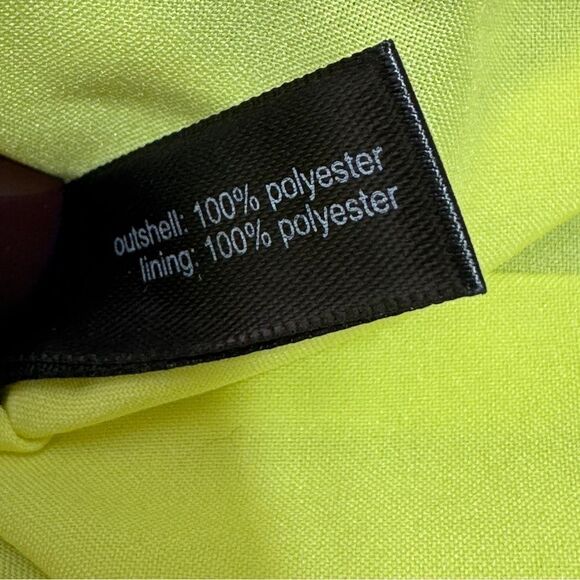 outshell: 100% polyester
lining: 100% polyester